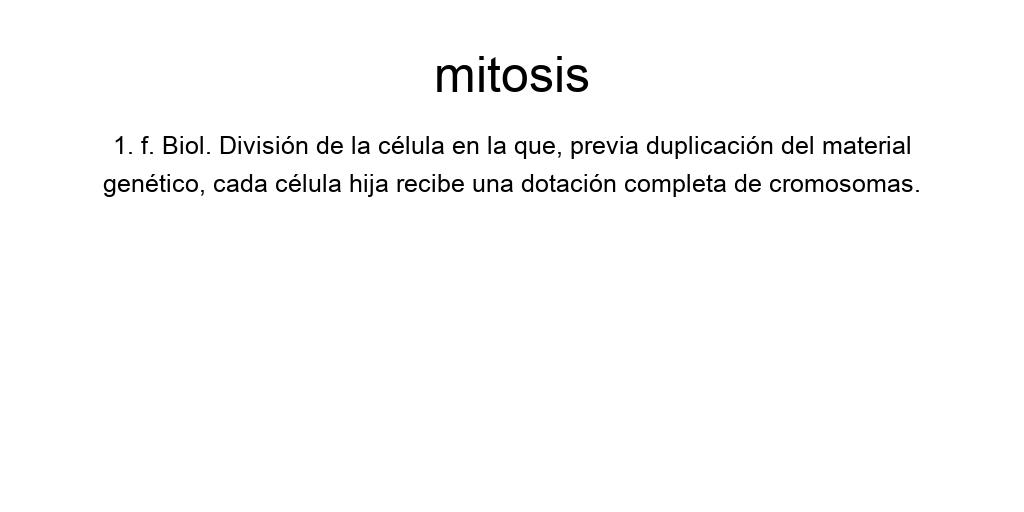 mitosis
1. f. Biol. División de la célula en la que, previa duplicación del material
genético, cada célula hija recibe una dotación completa de cromosomas.